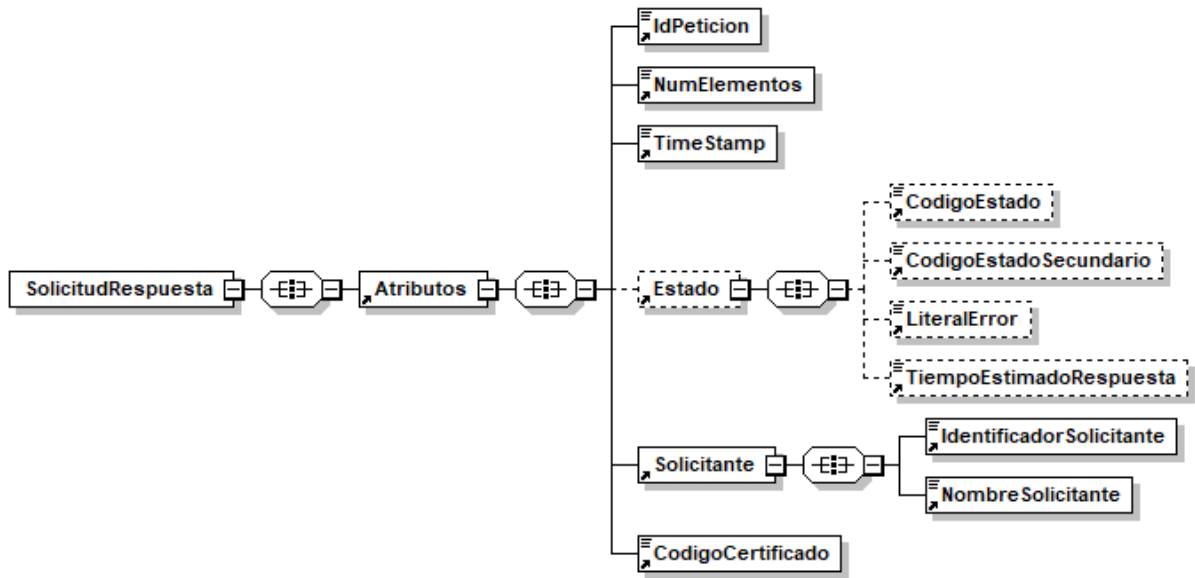 IdPeticion
NumElementos
TimeStamp
CodigoEstado
CodigoEstadoSecundario
SolicitudRespuesta
Atributos
Estado
LiteralError
TiempoEstimadoRespuesta
IdentificadorSolicitante
Solicitante
NombreSolicitante
CodigoCertificado